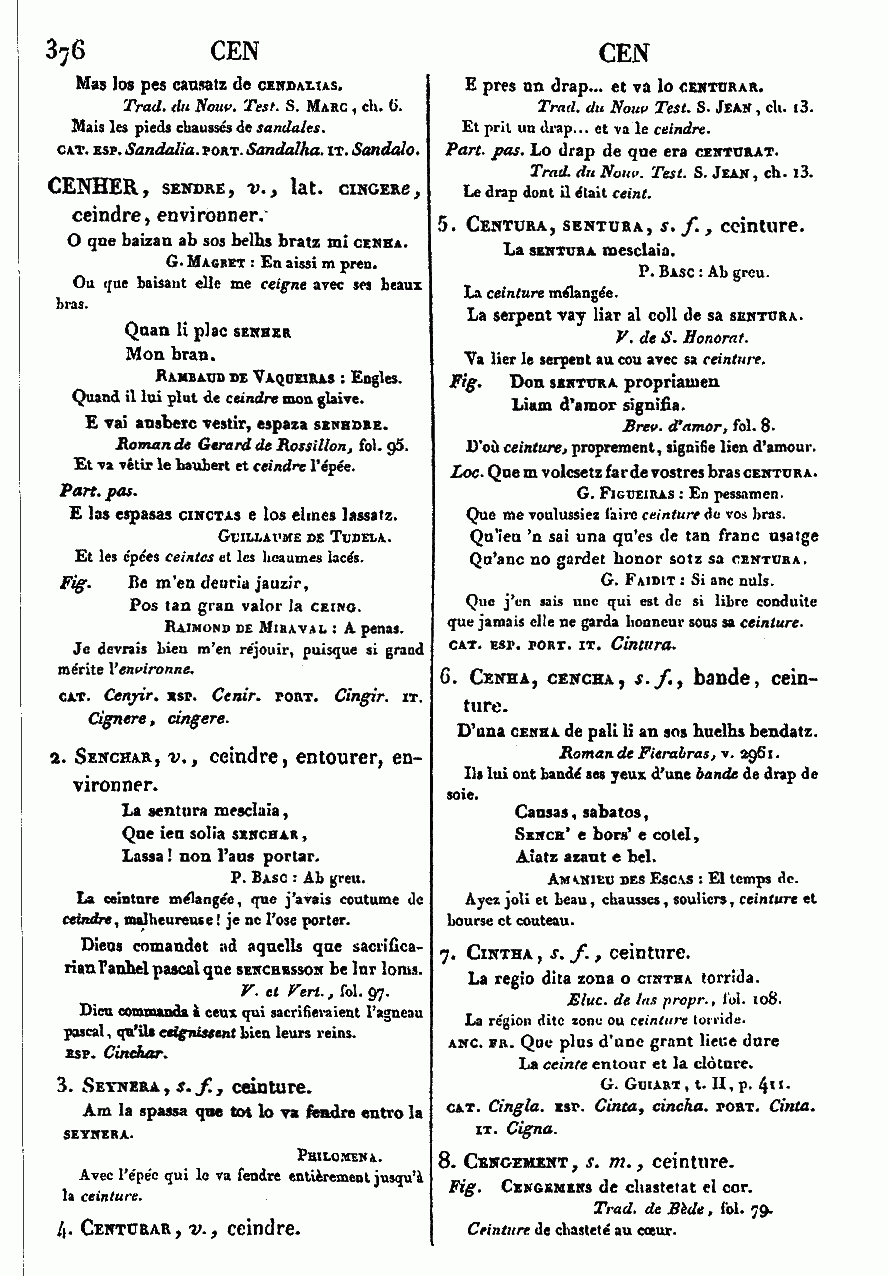 376 CEN CEN
Mas los pes causatz de CENDALIAS.
Trad. du Nouv. Test. S. MARC, ch. 6.
Mais les pieds chaussés de sandales.
CAT. ESP. Sandalia. PORT. Sandalha. IT. Sandalo.
CENHER, SENDRE, v., lat. CINGERe,
ceindre, environner.
O que baizan ab sos belhs bratz mi CENHA.
G. MAGRET : En aissi m pren.
Ou que baisant elle me ceigne avec ses beaux
bras.
Quan li plac SENHER
Mon bran.
RAMBAUD DE VAQUEIRAS : Engles.
Quand il lui plut de ceindre mon glaive.
E vai ausberc vestir, espaza SENHDRE.
Roman de Gerard de Rossillon, fol. 95.
Et va vêtir le haubert et ceindre l'épée.
Part. pas.
E las espasas CINCTAS e los elmes lassatz.
GUILLAUME DE TUDELA.
Et les épées ceintes et les heaumes lacés.
Fig. Be m'en deuria jauzir,
Pos tan gran valor la CEING.
RAIMOND DE MIRAVAL : A penas.
Je devrais bien m'en réjouir, puisque si grand
mérite l'environne.
CAT. Cenyir. ESP. Cenir. PORT. Cingir. IT.
Cignere, cingere.
2. SENCHAR, v., ceindre, entourer, en-
vironner.
La sentura mesclaia,
Que ieu solia SENCHAR,
Lassa! non l'aus portar.
P. BASC : Ab greu.
La ceinture mélangée, que j'avais coutume de
ceindre, malheureuse! je ne l'ose porter.
Dieus comandet ad aquells que sacrifica-
rian l'anhel pascal que SENCHESSON be lur loms.
V. et Vert., fol. 97.
Dieu commanda à ceux qui sacrifieraient l'agneau
pascal, qu'ils ceignissent bien leurs reins.
ESP. Cinchar.
3. SEYNERA, s. f., ceinture.
Am la spassa que tot lo va fendre entro la
SEYNERA.
PHILOMENA.
Avec l'épée qui le va fendre entièrement jusqu'à
la ceinture.
4. CENTURAR, v., ceindre.
E pres un drap... et va lo CENTURAR.
Trad. du Nouv Test. S. JEAN, ch. 13.
Et prit un drap... et va le ceindre.
Part. pas. Lo drap de que era CENTURAT.
Trad. du Nouv. Test. S. JEAN, ch. 13.
Le drap dont il était ceint.
5. CENTURA, SENTURA, s. f., ceinture.
La SENTURA mesclaia.
P. BASC : Ab greu.
La ceinture mélangée.
La serpent vay liar al coll de sa SENTURA.
V. de S. Honorat.
Va lier le serpent au cou avec sa ceinture.
Fig. Don SENTURA propriamen
Liam d'amor signifia.
Brev. d'amor, fol. 8.
D'où ceinture, proprement, signifie lien d'amour.
Loc. Que m volcsetz far de vostres bras CENTURA.
G. FIGUEIRAS : En pessamen.
Que me voulussiez faire ceinture de vos bras.
Qu'ieu 'n sai una qu'es de tan franc usatge
Qu'anc no gardet honor sotz sa CENTURA.
G. FAIDIT : Si anc nuls.
Que j'en sais une qui est de si libre conduite
que jamais elle ne garda honneur sous sa ceinture.
CAT. ESP. PORT. IT. Cintura.
6. CENHA, CENCHA, s. f., bande, cein-
ture.
D'una CENHA de pali li an sos huelhs bendatz.
Roman de Fierabras, v. 2961.
Ils lui ont bandé ses yeux d'une bande de drap de
soie.
Causas, sabatos,
SENCH' e bors' e cotel,
Aiatz azaut e bel.
AMANIEU DES ESCAS : El temps de.
Ayez joli et beau, chausses, souliers, ceinture et
bourse et couteau.
7. CINTHA, s. f., ceinture.
La regio dita zona o CINTHA torrida.
Eluc. de las propr., fol. 108.
La région dite zone ou ceinture torride.
ANC. FR. Que plus d'une grant lieue dure
La ceinte entour et la clôture.
G. GUIART, t. II, p. 411.
CAT. Cingla. ESP. Cinta, cincha. PORT. Cinta.
IT. Cigna.
8. CENGEMENT, s. m., ceinture.
Fig. CENGEMENS de chastetat el cor.
Trad. de Bède, fol. 79.
Ceinture de chasteté au cœur.